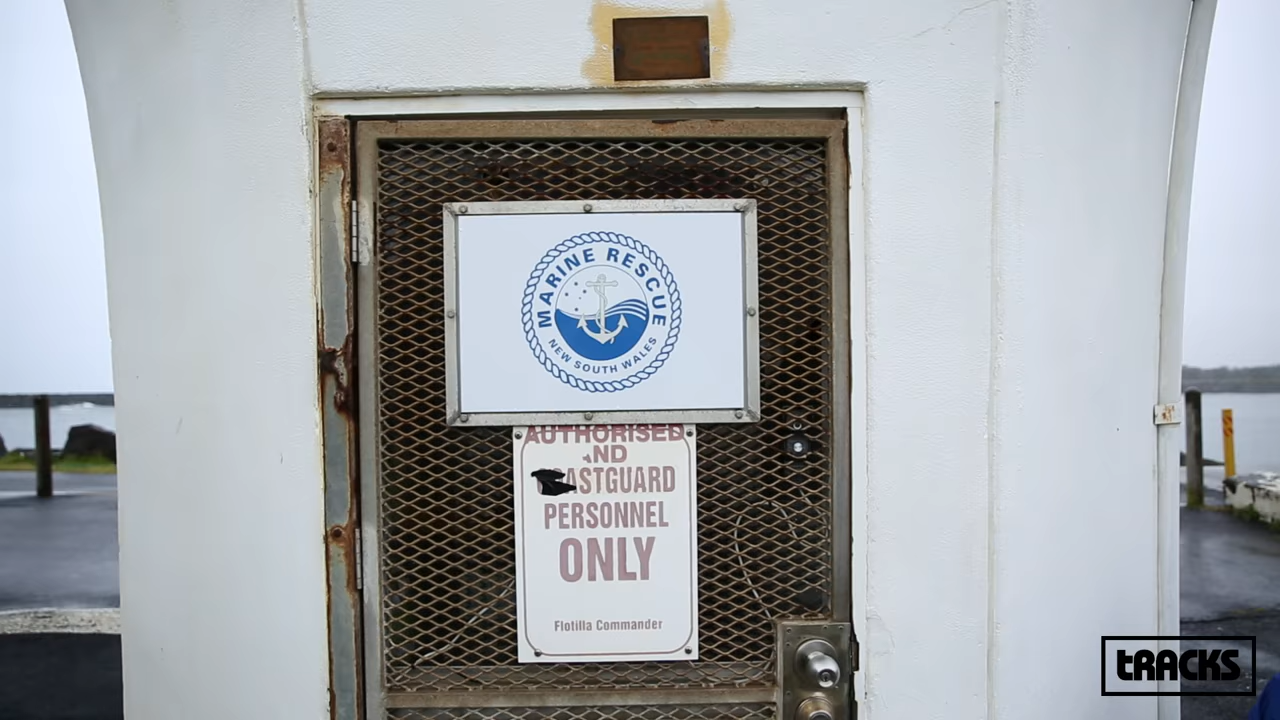 MARINE RESCUE
NEW SOUTH WALES
AUTHORISED
ND
ASTGUARD
PERSONNEL
ONLY
Flotilla Commander
tRACKS